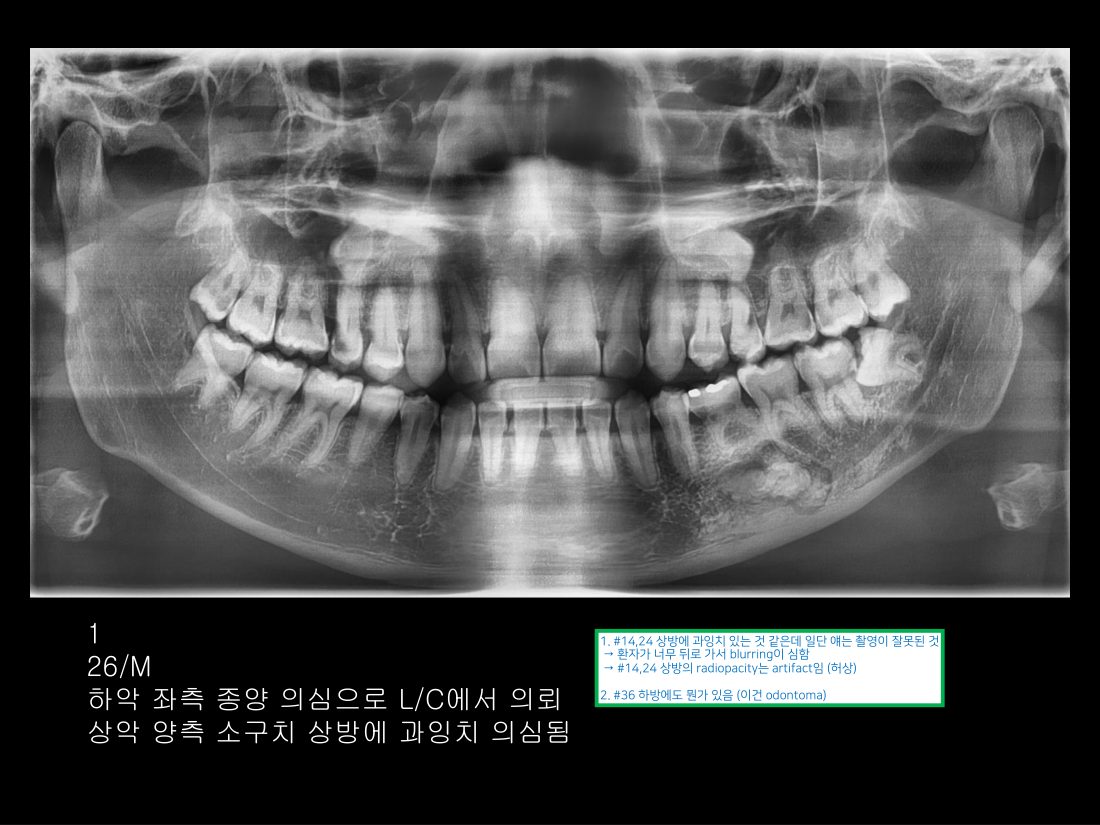 1
26/M
하악 좌측 종양 의심으로 L/C에서 의뢰
상악 양측 소구치 상방에 과잉치 의심됨
1. #14,24 상방에 과잉치 있는 것 같은데 일단 얘는 촬영이 잘못된 것
→ 환자가 너무 뒤로 가서 blurring이 심함
→ #14,24 상방의 radiopacity는 artifact임 (허상)
2. #36 하방에도 뭔가 있음 (이건 odontoma)